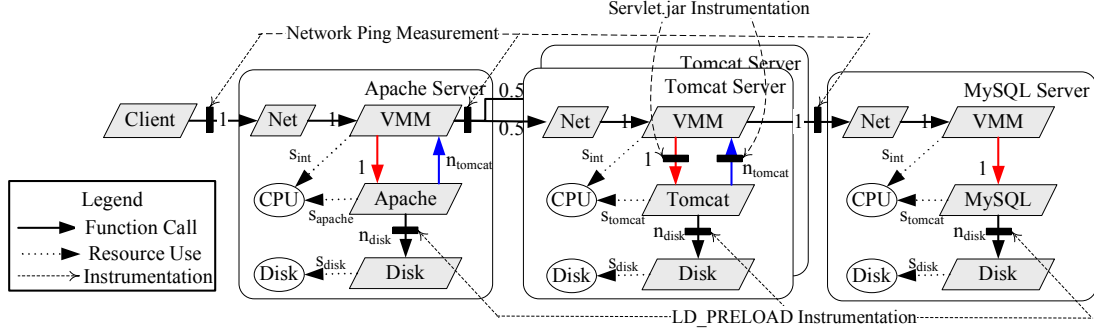 Servlet.jar Instrumentation
Network Ping Measurement
Tomcat Server
Apache Server
0.5
Tomcat Server
MySQL Server
Client
1
Net
1
VMM
0.5
Net
1
VMM
1
Net
1
VMM
s_int
1
n_tomcat
s_int
1
n_tomcat
s_int
1
CPU
s_apache
Apache
CPU
s_tomcat
Tomcat
CPU
s_tomcat
MySQL
n_disk
n_disk
n_disk
Disk
s_disk
Disk
Disk
s_disk
Disk
Disk
s_disk
Disk
Legend
Function Call
Resource Use
Instrumentation
LD_PRELOAD Instrumentation